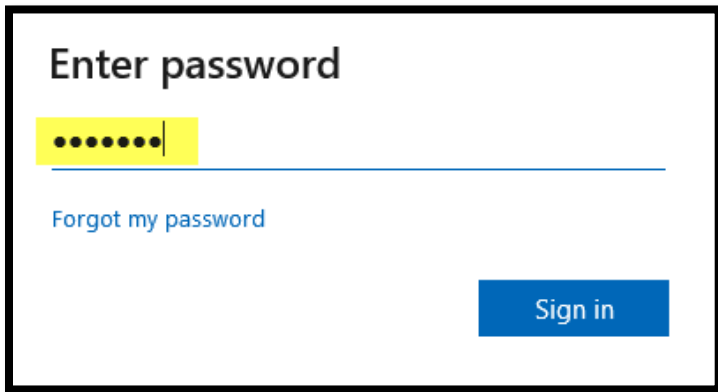 Enter password
•••••••
Forgot my password
Sign in